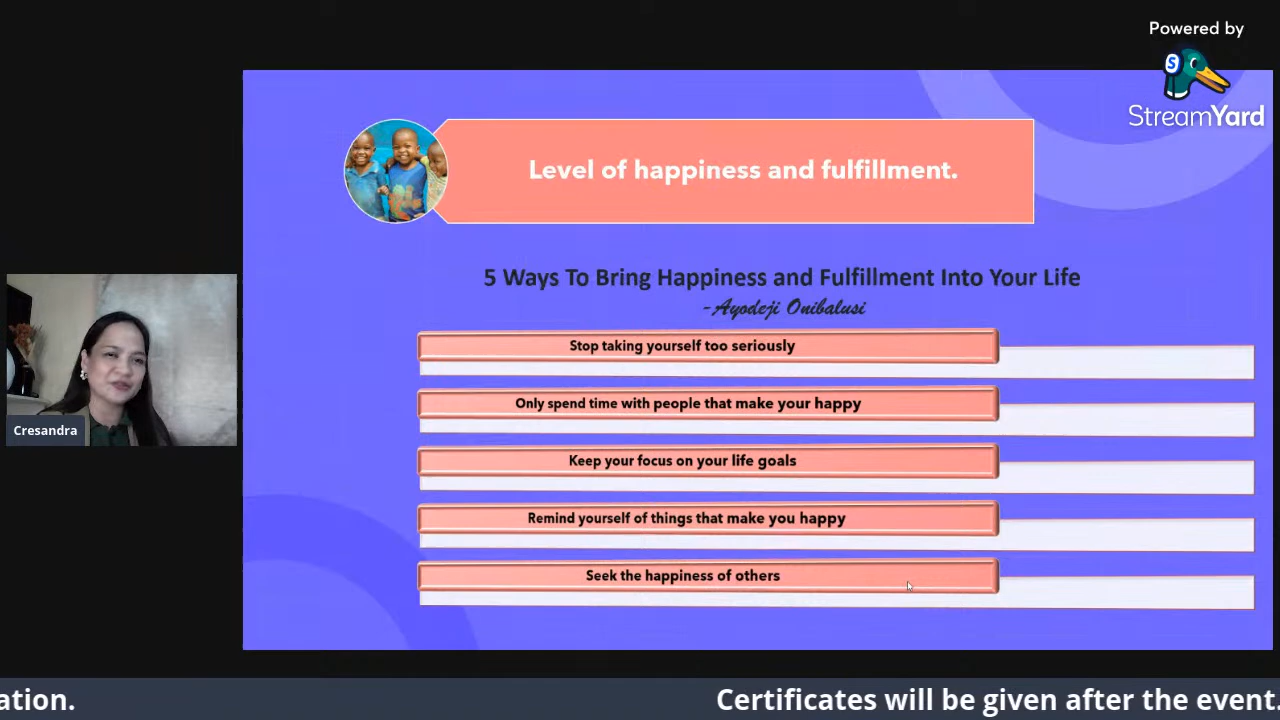 Powered by
S
StreamYard
Level of happiness and fulfillment.
5 Ways To Bring Happiness and Fulfillment Into Your Life
-Ayodeji Onibalusi
Stop taking yourself too seriously
Only spend time with people that make your happy
Keep your focus on your life goals
Remind yourself of things that make you happy
Seek the happiness of others
Cresandra
ation.
Certificates will be given after the event.